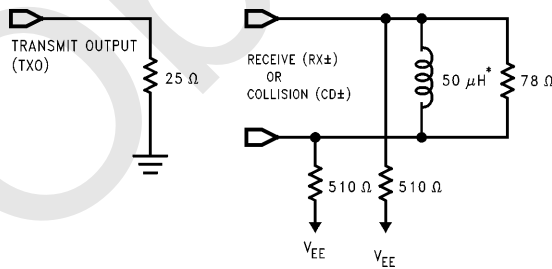 TRANSMIT OUTPUT
(TXO)
25 Ω
RECEIVE (RX±)
OR
COLLISION (CD±)
50 μH*
78 Ω
510 Ω
510 Ω
VEE
VEE